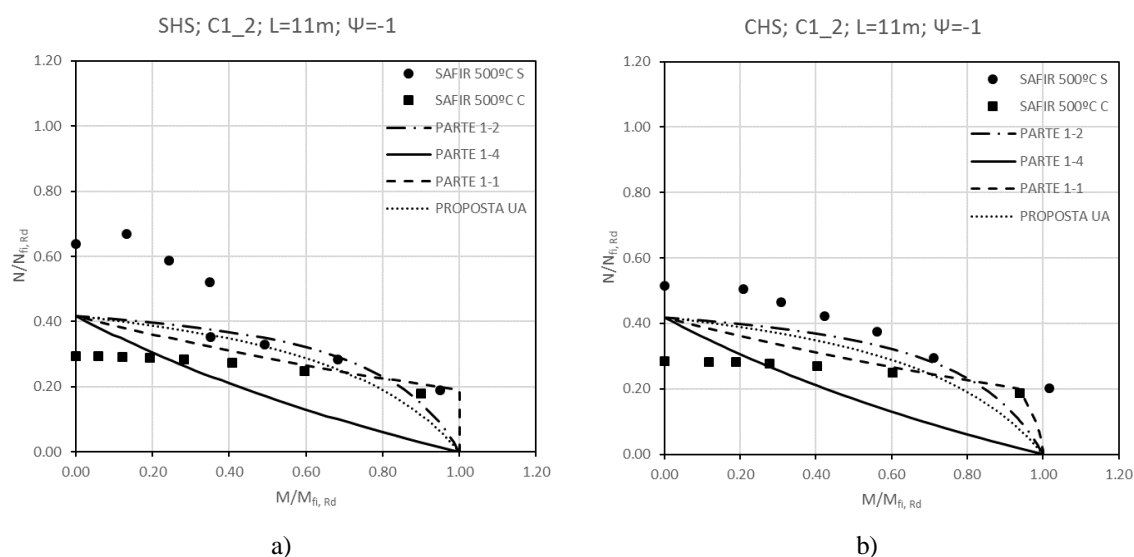 SHS; C1_2; L=11m; Ψ=-1
1.20
1.00
0.80
0.60
0.40
0.20
0.00
N/N fi, Rd
0.00 0.20 0.40 0.60 0.80 1.00 1.20
M/M fi, Rd
SAFIR 500ºC S
SAFIR 500ºC C
PARTE 1-2
PARTE 1-4
PARTE 1-1
PROPOSTA UA
a)
CHS; C1_2; L=11m; Ψ=-1
1.20
1.00
0.80
0.60
0.40
0.20
0.00
N/N fi, Rd
0.00 0.20 0.40 0.60 0.80 1.00 1.20
M/M fi, Rd
SAFIR 500ºC S
SAFIR 500ºC C
PARTE 1-2
PARTE 1-4
PARTE 1-1
PROPOSTA UA
b)